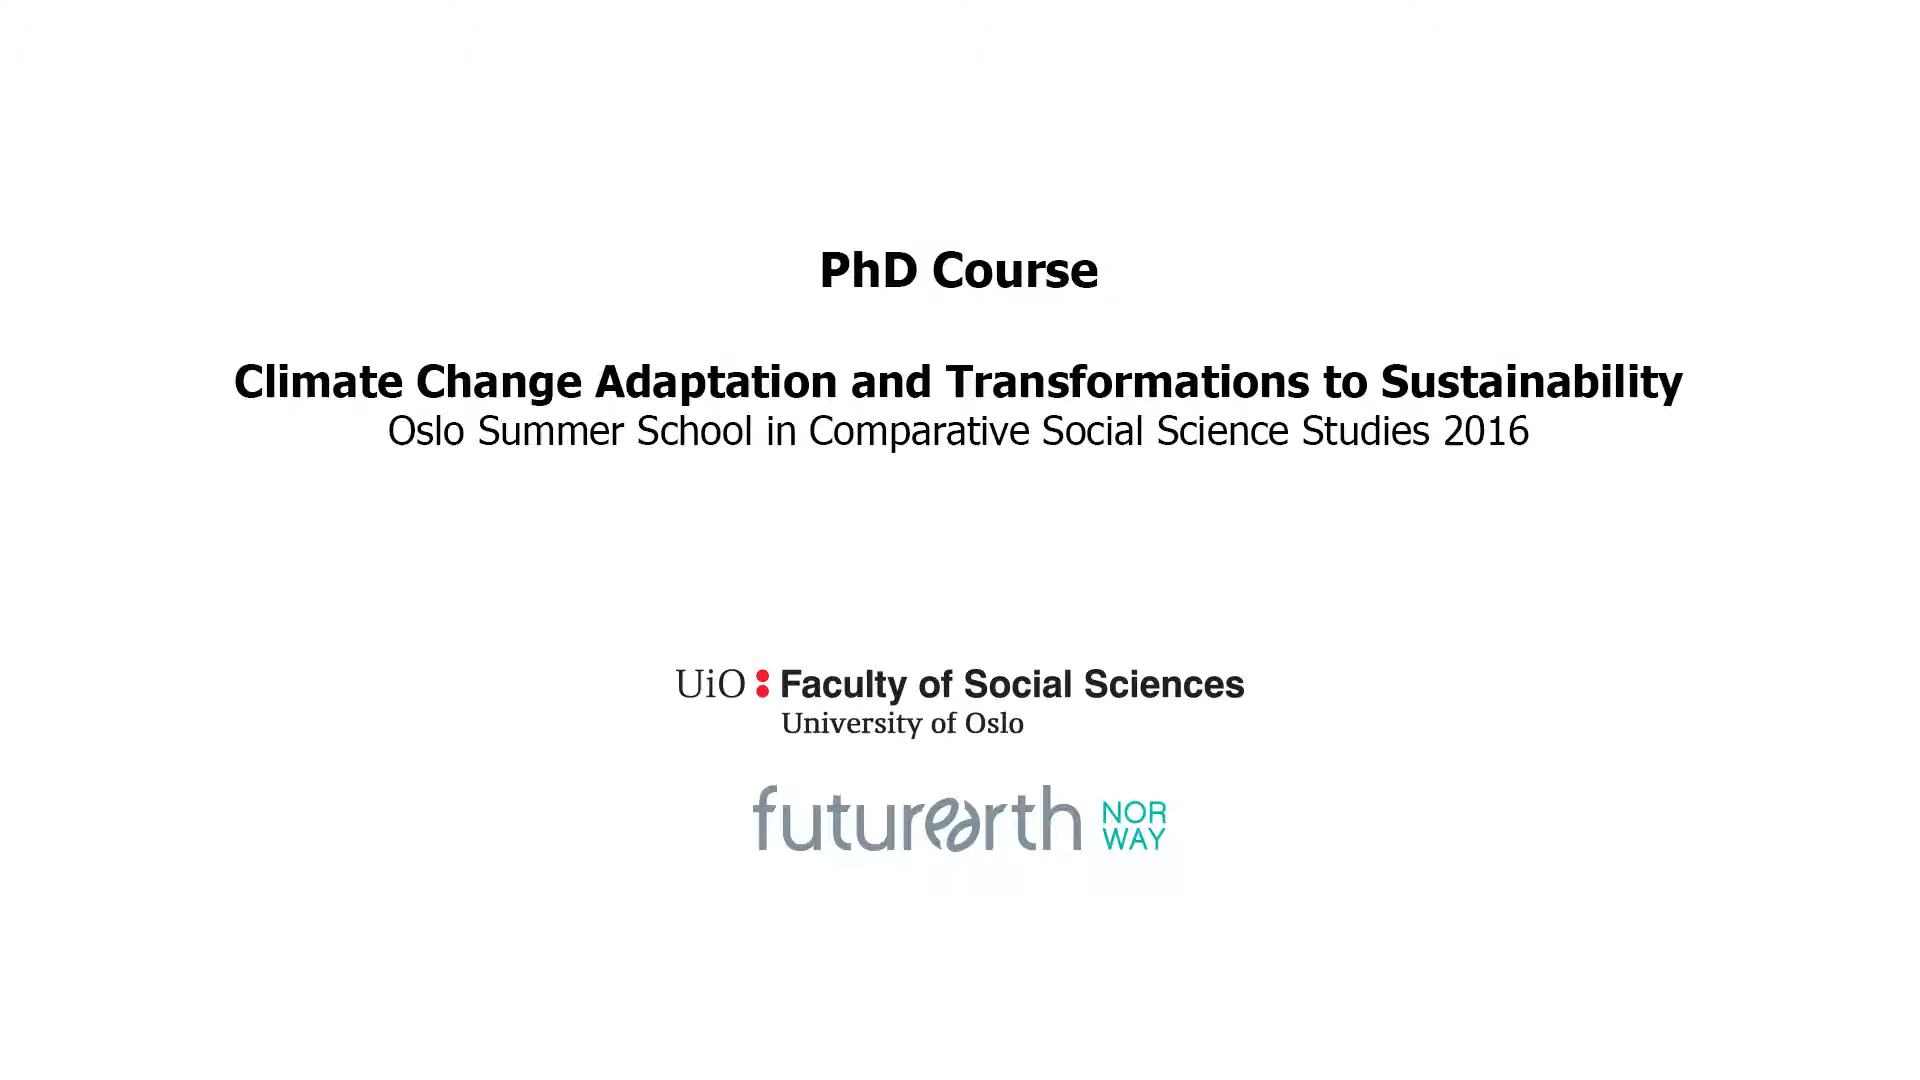 PhD Course
Climate Change Adaptation and Transformations to Sustainability
Oslo Summer School in Comparative Social Science Studies 2016
UiO : Faculty of Social Sciences
University of Oslo
futurearth NOR
WAY